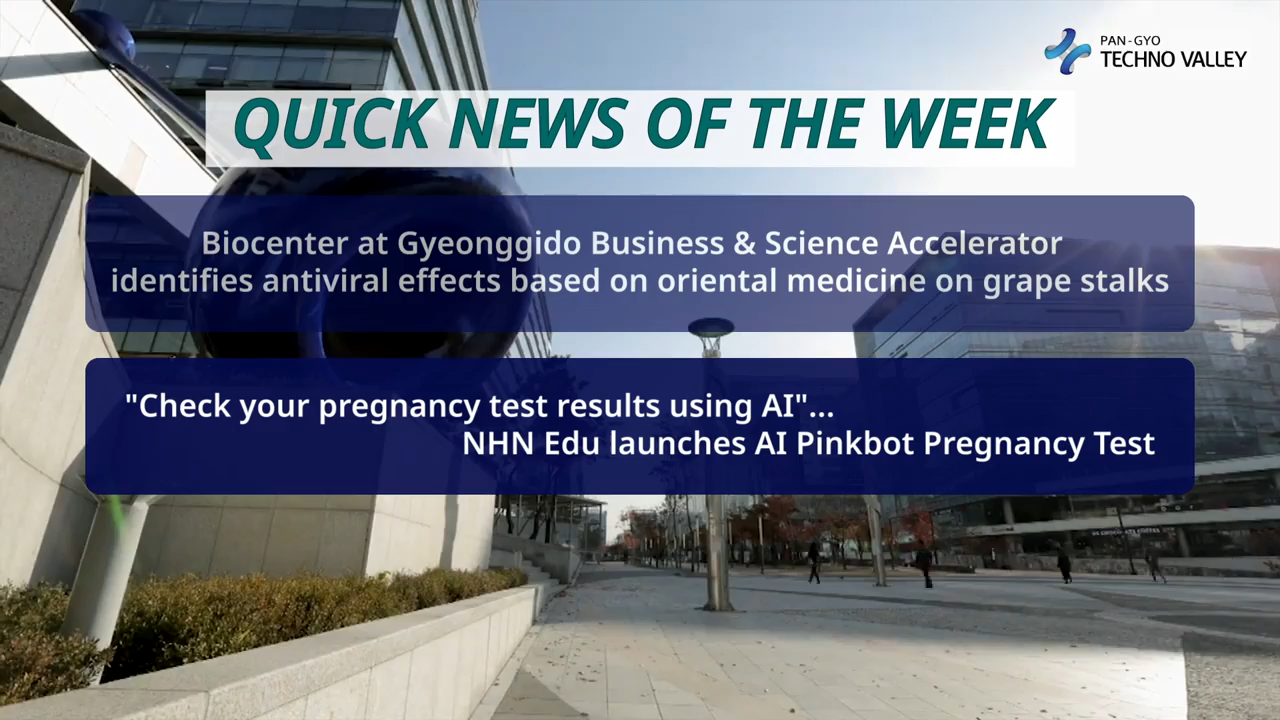 PAN-GYO
TECHNO VALLEY
QUICK NEWS OF THE WEEK
Biocenter at Gyeonggido Business & Science Accelerator
identifies antiviral effects based on oriental medicine on grape stalks
"Check your pregnancy test results using AI"...
NHN Edu launches AI Pinkbot Pregnancy Test